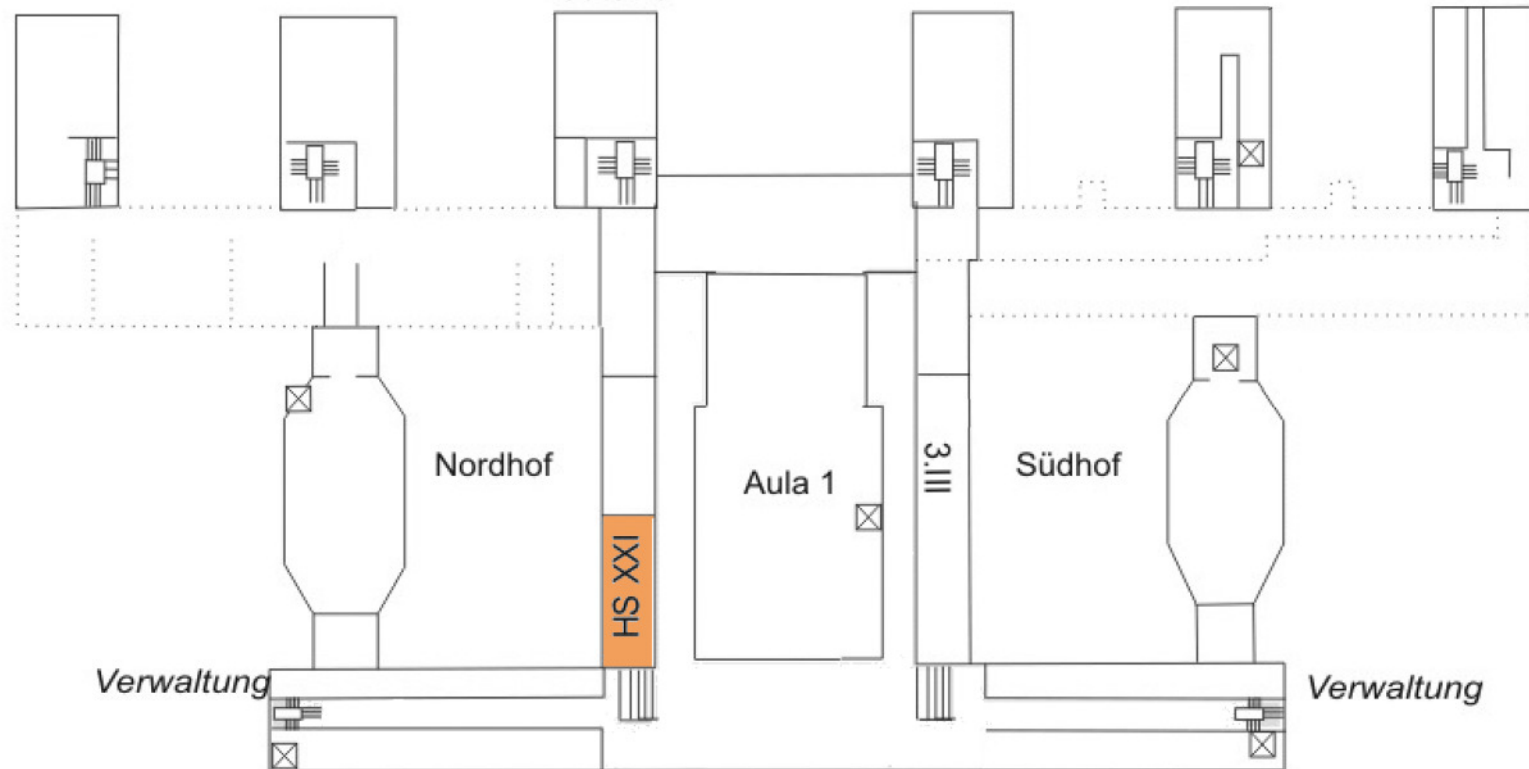 Nordhof
Aula 1
3.III
Südhof
HS XXI
Verwaltung
Verwaltung